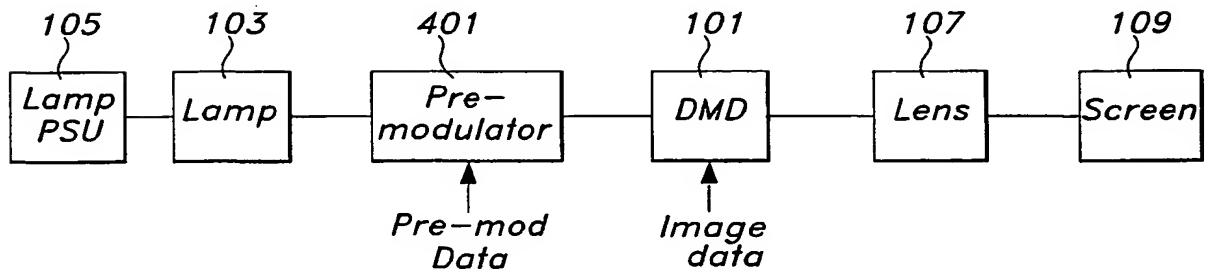 105 103 401 101 107 109
Lamp PSU
Lamp
Pre-
modulator
DMD
Lens
Screen
Pre-mod
Data
Image
data